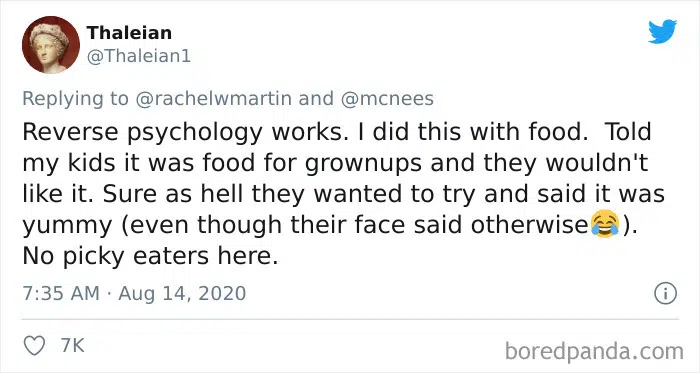 Thaleian
@Thaleian1
Replying to @rachelwmartin and @mcnees
Reverse psychology works. I did this with food.  Told
my kids it was food for grownups and they wouldn't
like it. Sure as hell they wanted to try and said it was
yummy (even though their face said otherwise😂).
No picky eaters here.
7:35 AM · Aug 14, 2020
7K
boredpanda.com